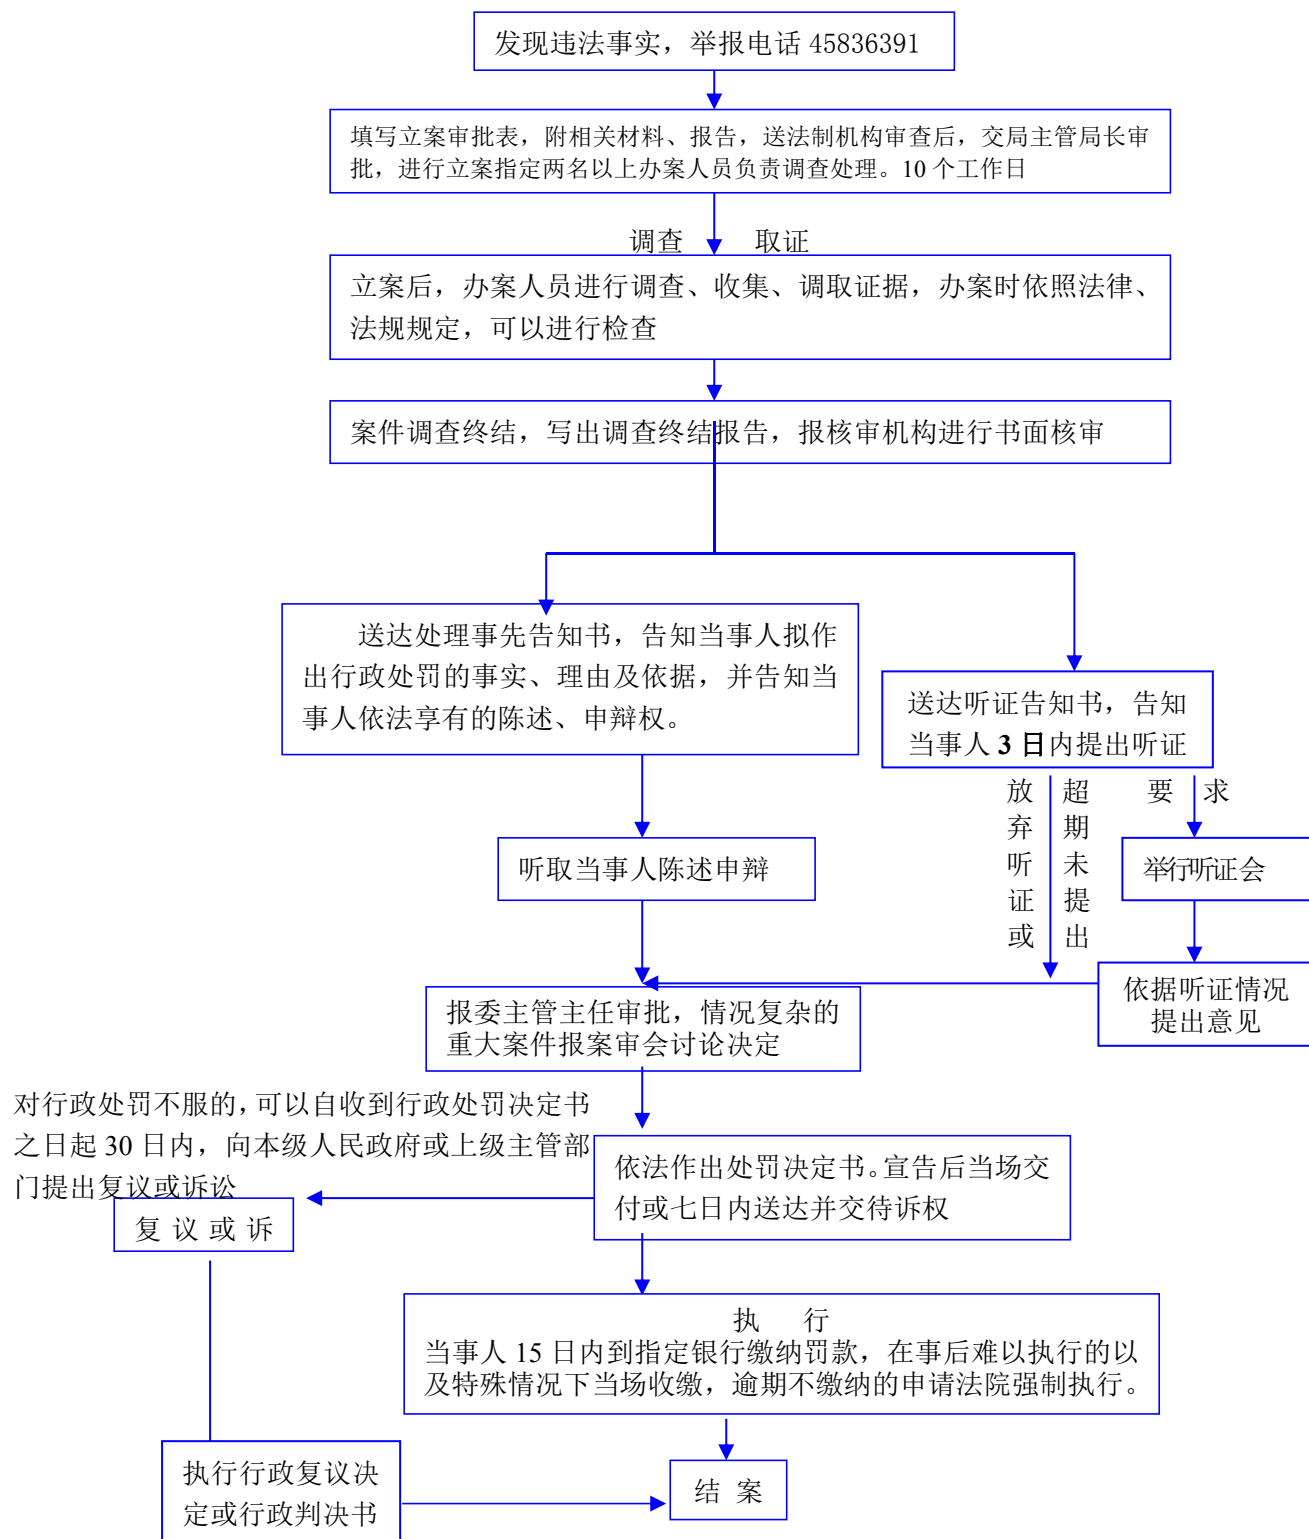 发现违法事实，举报电话 45836391
填写立案审批表，附相关材料、报告，送法制机构审查后，交局主管局长审
批，进行立案指定两名以上办案人员负责调查处理。10 个工作日
调查 取证
立案后，办案人员进行调查、收集、调取证据，办案时依照法律、
法规规定，可以进行检查
案件调查终结，写出调查终结报告，报核审机构进行书面核审
送达处理事先告知书，告知当事人拟作
出行政处罚的事实、理由及依据，并告知当
事人依法享有的陈述、申辩权。
送达听证告知书，告知
当事人 3 日内提出听证
放弃听证或
超期未提出
要 求
听取当事人陈述申辩
举行听证会
依据听证情况
提出意见
报委主管主任审批，情况复杂的
重大案件报案审会讨论决定
对行政处罚不服的，可以自收到行政处罚决定书
之日起 30 日内，向本级人民政府或上级主管部
门提出复议或诉讼
依法作出处罚决定书。宣告后当场交
付或七日内送达并交待诉权
复 议 或 诉
执 行
当事人 15 日内到指定银行缴纳罚款，在事后难以执行的以
及特殊情况下当场收缴，逾期不缴纳的申请法院强制执行。
执行行政复议决
定或行政判决书
结 案